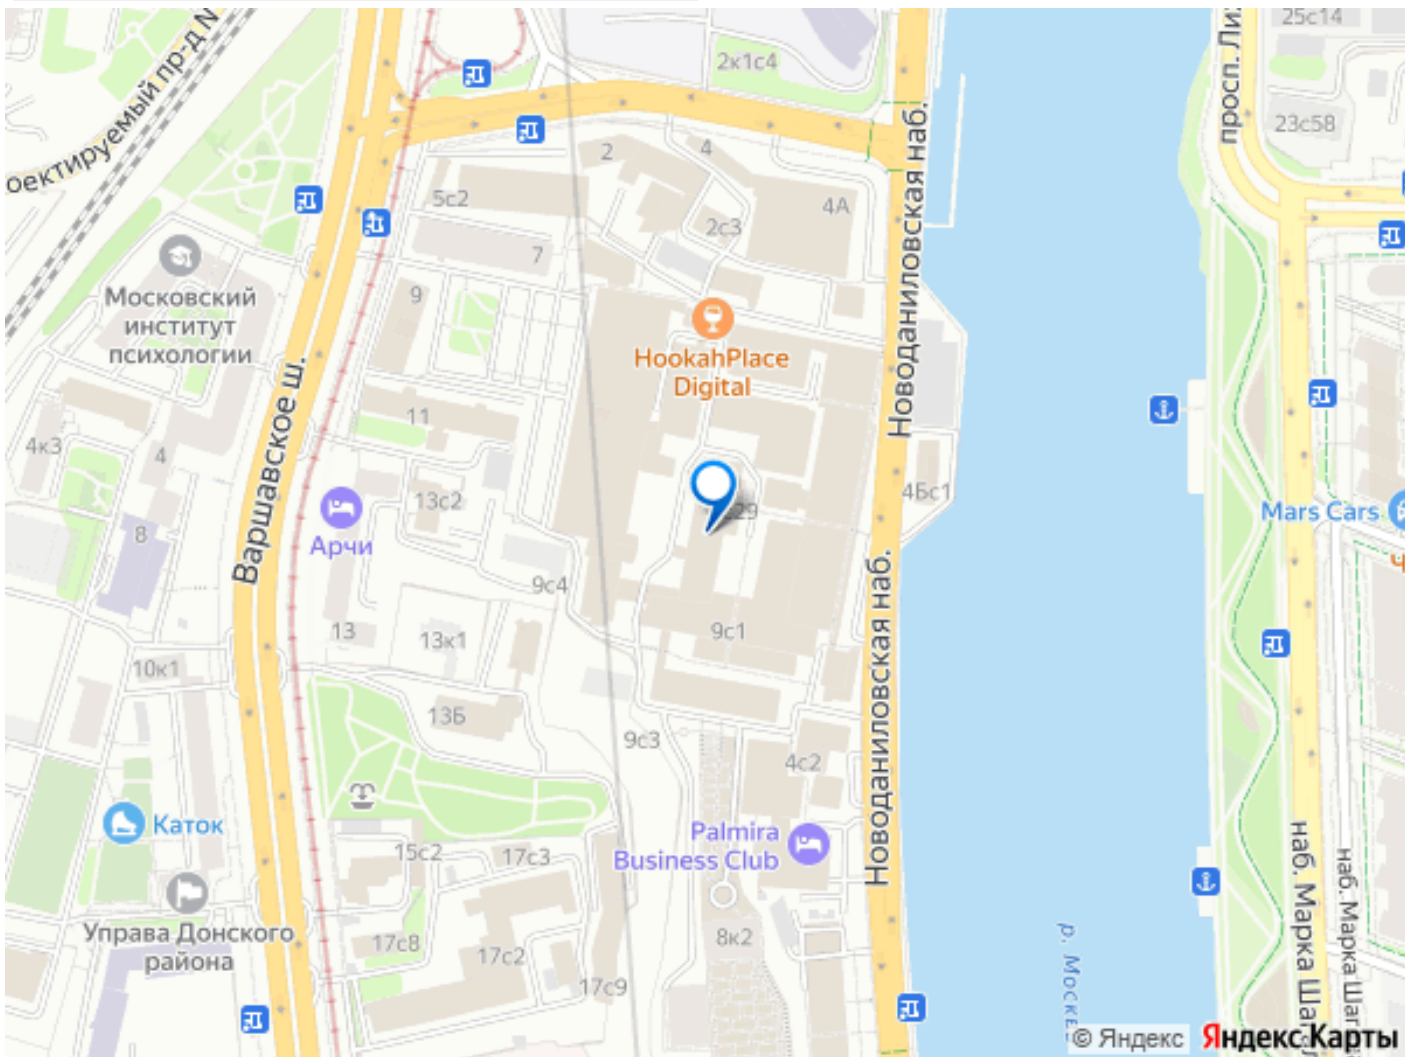 25с14
просп. Ли
2к1с4
23с58
оектируемый пр-д N
Новоданиловская наб.
2
4
5с2
4А
2с3
7
9
Московский
институт
психологии
HookahPlace
Digital
Варшавское ш.
11
4к3
4
13с2
4Бс1
Mars Cars
8
Арчи
9с4
Новоданиловская наб.
13
13к1
9с1
10к1
13Б
9с3
4с2
Каток
Palmira
Business Club
15с2
17с3
наб. Марка Ша
наб. Марка Шаг
Управа Донского
района
17с8
17с2
8к2
17с9
р. Моск
© Яндекс
Яндекс Карты